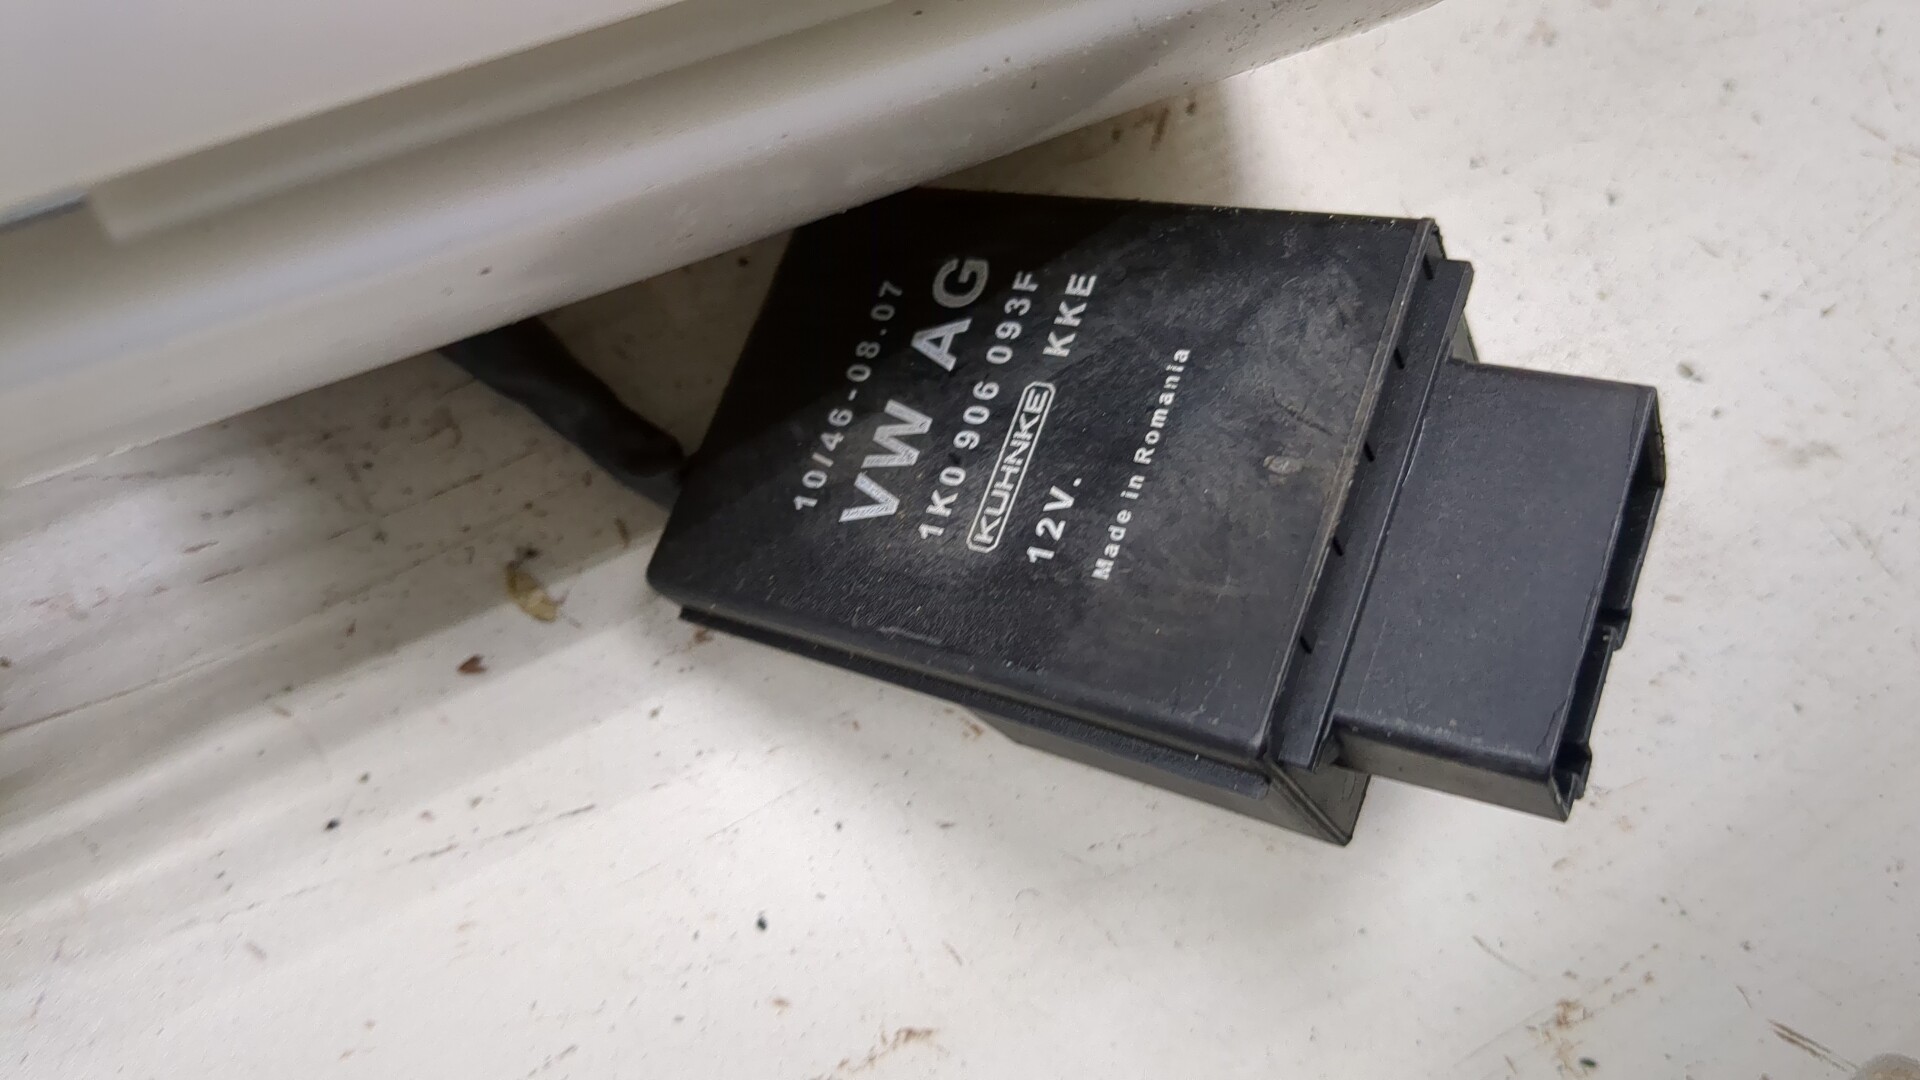 10/46-08.07
VW AG
1K0 906 093F
KUHNKE KKE
12V.
Made in Romania